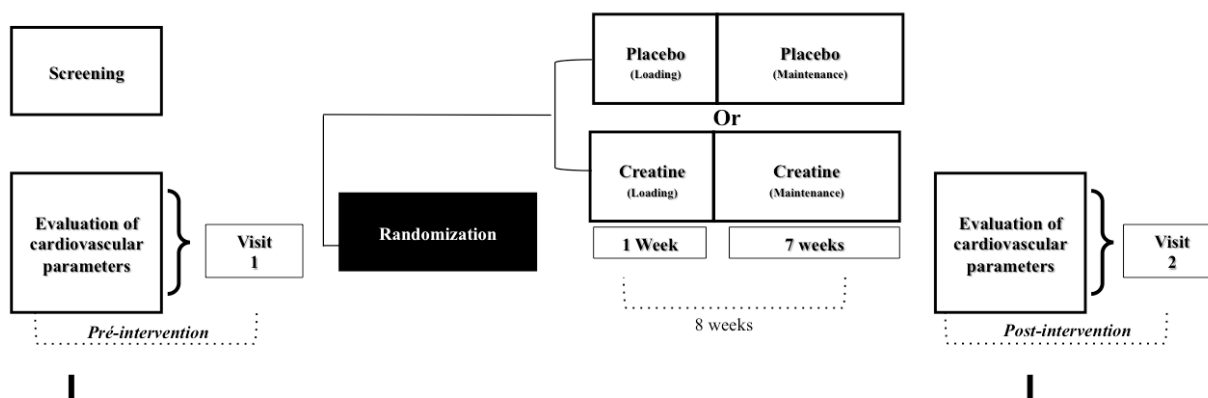 Screening
Evaluation of
cardiovascular
parameters
Visit
1
Pré-intervention
Randomization
Placebo
(Loading)
Placebo
(Maintenance)
Or
Creatine
(Loading)
Creatine
(Maintenance)
1 Week
7 weeks
8 weeks
Evaluation of
cardiovascular
parameters
Visit
2
Post-intervention